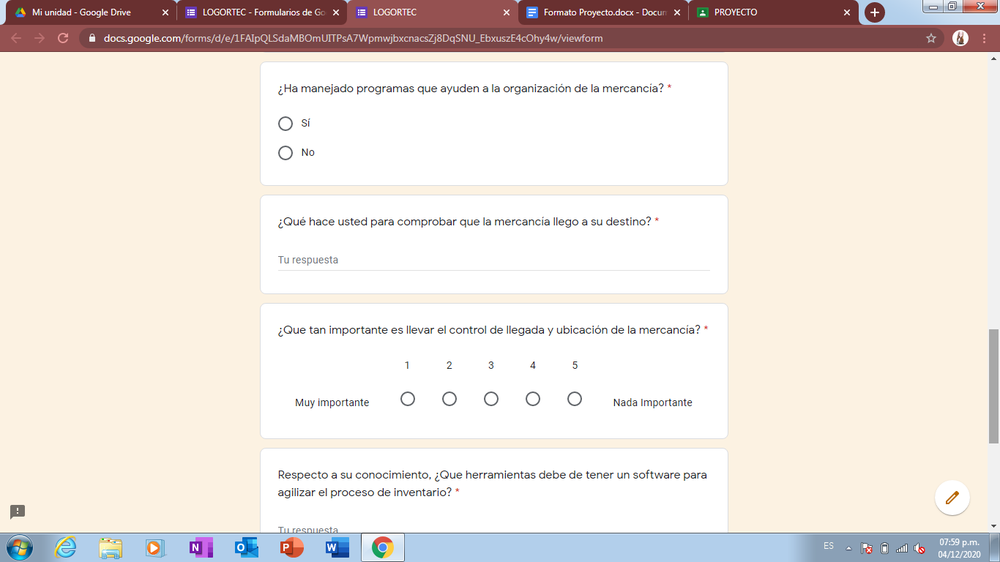 Mi unidad - Google Drive
LOGORTEC - Formularios de Go
LOGORTEC
Formato Proyecto.docx - Docun
PROYECTO
docs.google.com/forms/d/e/1FAIpQLSdaMBOmUITPsA7WpmwjbxcnacsZj8DqSNU_EbxuszE4cOhy4w/viewform
¿Ha manejado programas que ayuden a la organización de la mercancía? *
Sí
No
¿Qué hace usted para comprobar que la mercancía llego a su destino? *
Tu respuesta
¿Que tan importante es llevar el control de llegada y ubicación de la mercancía? *
1 2 3 4 5
Muy importante Nada Importante
Respecto a su conocimiento, ¿Que herramientas debe de tener un software para
agilizar el proceso de inventario? *
Tu respuesta
ES
07:59 p.m.
04/12/2020